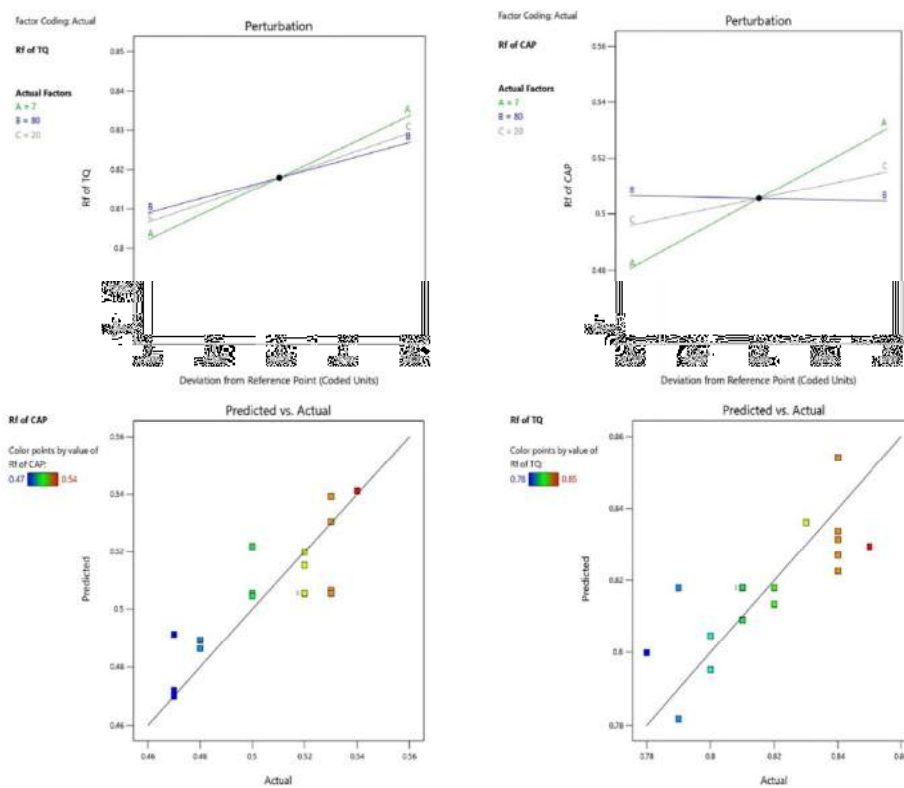 Factor Coding: Actual
Perturbation
Rf of TQ
Actual Factors
A = 7
B = 80
C = 20
Rf of TQ
0.85
0.84
0.83
0.82
0.81
0.8
A
C
B
B
C
A
Deviation from Reference Point (Coded Units)
Factor Coding: Actual
Perturbation
Rf of CAP
Actual Factors
A = 7
B = 80
C = 20
Rf of CAP
0.56
0.54
0.52
0.5
0.48
A
C
B
B
C
A
Deviation from Reference Point (Coded Units)
Rf of CAP
Color points by value of
Rf of CAP:
0.47 0.54
Predicted vs. Actual
Predicted
0.56
0.54
0.52
0.5
0.48
0.46
0.46 0.48 0.5 0.52 0.54 0.56
Actual
Rf of TQ
Color points by value of
Rf of TQ:
0.78 0.85
Predicted vs. Actual
Predicted
0.86
0.84
0.82
0.8
0.78
0.78 0.8 0.82 0.84
Actual